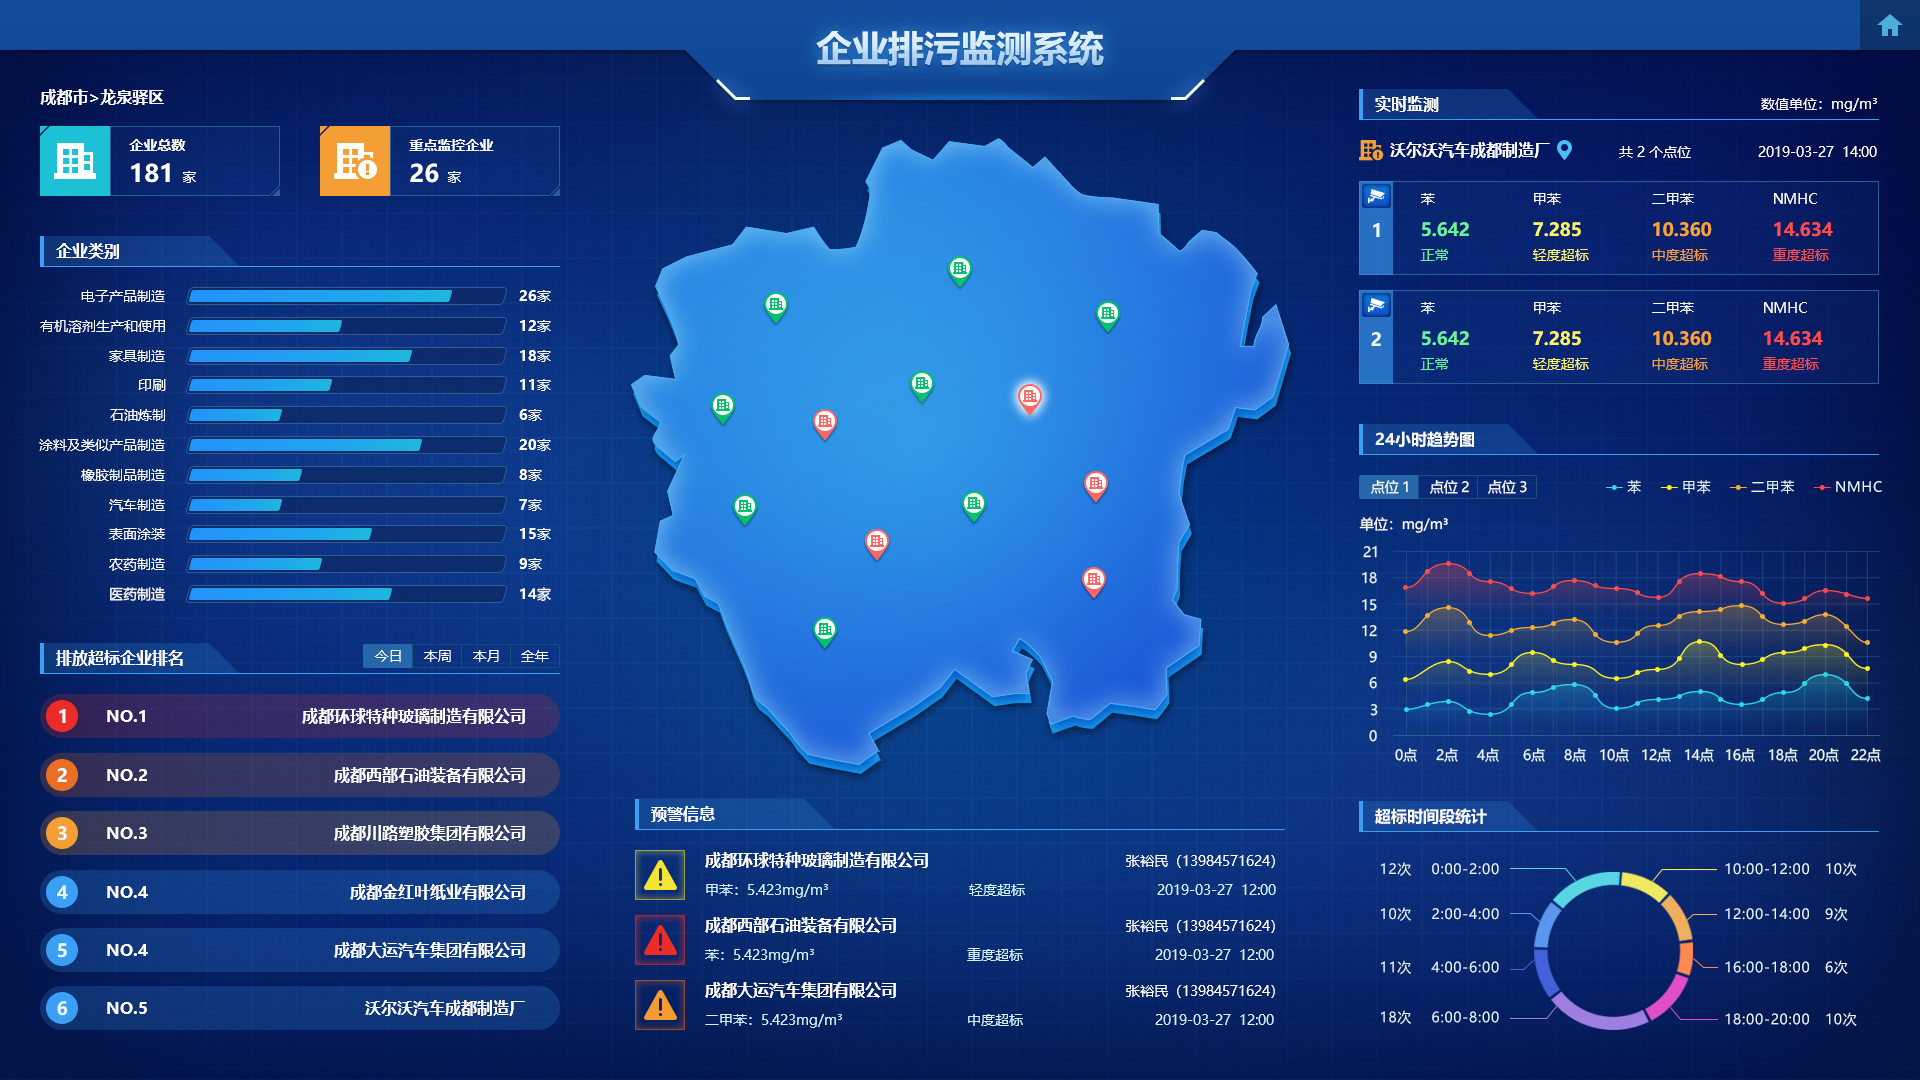 企业排污监测系统
成都市>龙泉驿区
企业总数
181 家
重点监控企业
26 家
企业类别
电子产品制造 26家
有机溶剂生产和使用 12家
家具制造 18家
印刷 11家
石油炼制 6家
涂料及类似产品制造 20家
橡胶制品制造 8家
汽车制造 7家
表面涂装 15家
农药制造 9家
医药制造 14家
排放超标企业排名 今日 本周 本月 全年
1 NO.1 成都环球特种玻璃制造有限公司
2 NO.2 成都西部石油装备有限公司
3 NO.3 成都川路塑胶集团有限公司
4 NO.4 成都金红叶纸业有限公司
5 NO.4 成都大运汽车集团有限公司
6 NO.5 沃尔沃汽车成都制造厂
预警信息
成都环球特种玻璃制造有限公司 张裕民（13984571624）
甲苯：5.423mg/m³ 轻度超标 2019-03-27 12:00
成都西部石油装备有限公司 张裕民（13984571624）
苯：5.423mg/m³ 重度超标 2019-03-27 12:00
成都大运汽车集团有限公司 张裕民（13984571624）
二甲苯：5.423mg/m³ 中度超标 2019-03-27 12:00
实时监测 数值单位：mg/m³
沃尔沃汽车成都制造厂 共 2 个点位 2019-03-27 14:00
苯 甲苯 二甲苯 NMHC
1 5.642 7.285 10.360 14.634
正常 轻度超标 中度超标 重度超标
苯 甲苯 二甲苯 NMHC
2 5.642 7.285 10.360 14.634
正常 轻度超标 中度超标 重度超标
24小时趋势图
点位 1 点位 2 点位 3 苯 甲苯 二甲苯 NMHC
单位：mg/m³
21
18
15
12
9
6
3
0
0点 2点 4点 6点 8点 10点 12点 14点 16点 18点 20点 22点
超标时间段统计
12次 0:00-2:00 10:00-12:00 10次
10次 2:00-4:00 12:00-14:00 9次
11次 4:00-6:00 16:00-18:00 6次
18次 6:00-8:00 18:00-20:00 10次